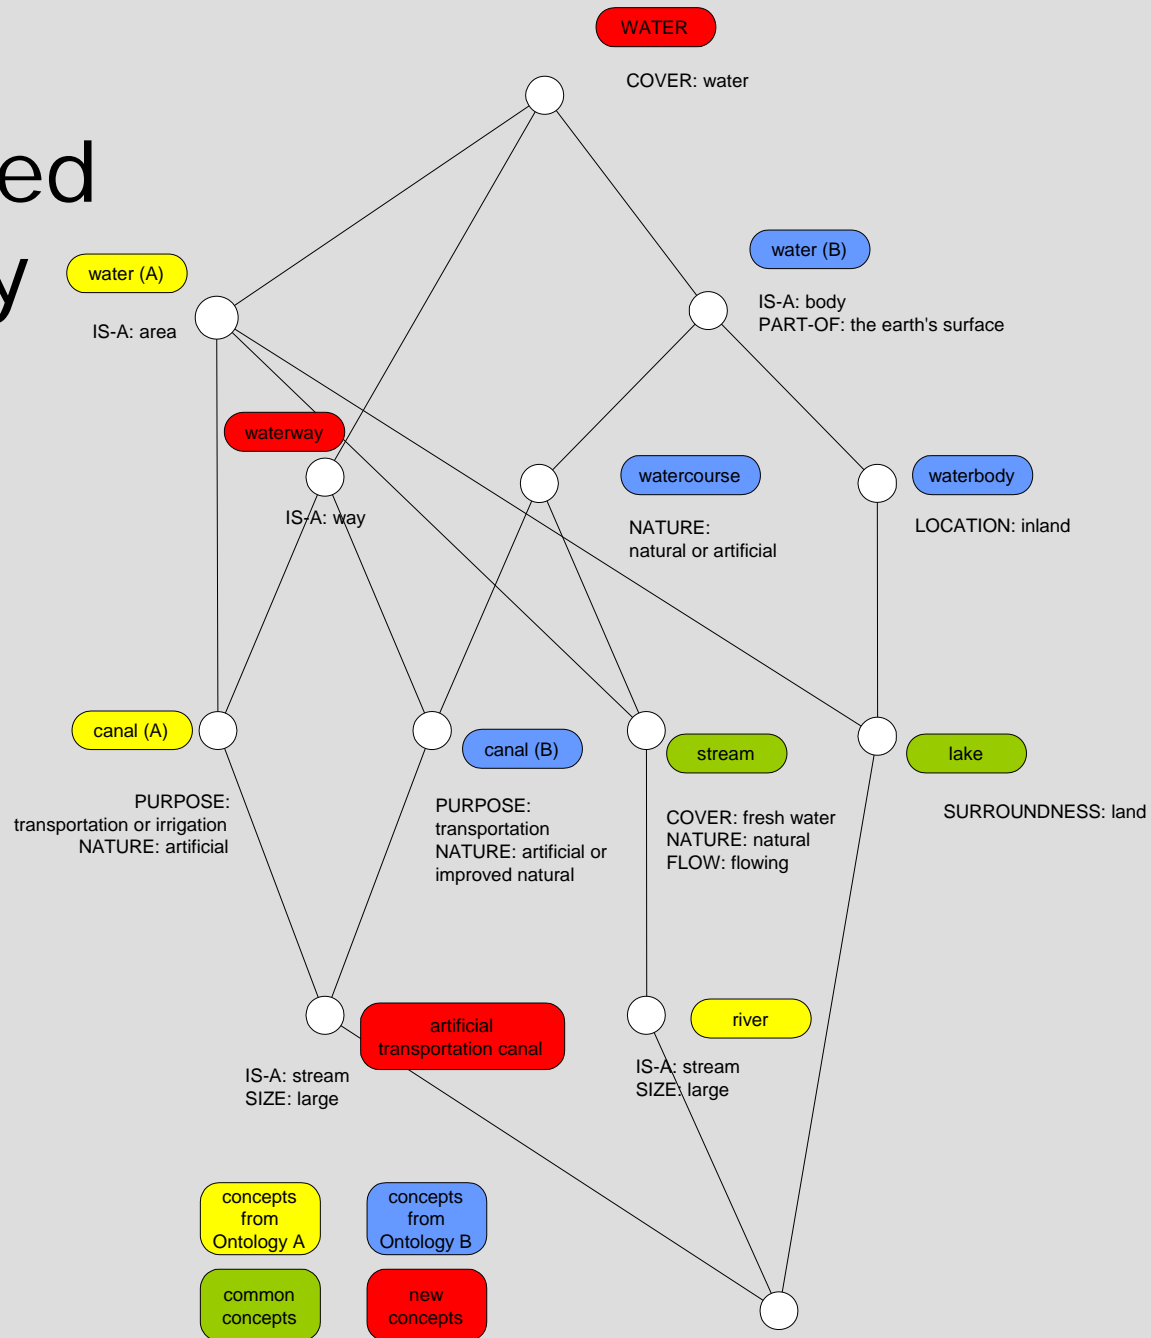 WATER
COVER: water
ed
y
water (A)
IS-A: area
water (B)
IS-A: body
PART-OF: the earth's surface
waterway
IS-A: way
watercourse
NATURE:
natural or artificial
waterbody
LOCATION: inland
canal (A)
PURPOSE:
transportation or irrigation
NATURE: artificial
canal (B)
PURPOSE:
transportation
NATURE: artificial or
improved natural
stream
COVER: fresh water
NATURE: natural
FLOW: flowing
lake
SURROUNDNESS: land
artificial
transportation canal
IS-A: stream
SIZE: large
river
IS-A: stream
SIZE: large
concepts
from
Ontology A
concepts
from
Ontology B
common
concepts
new
concepts